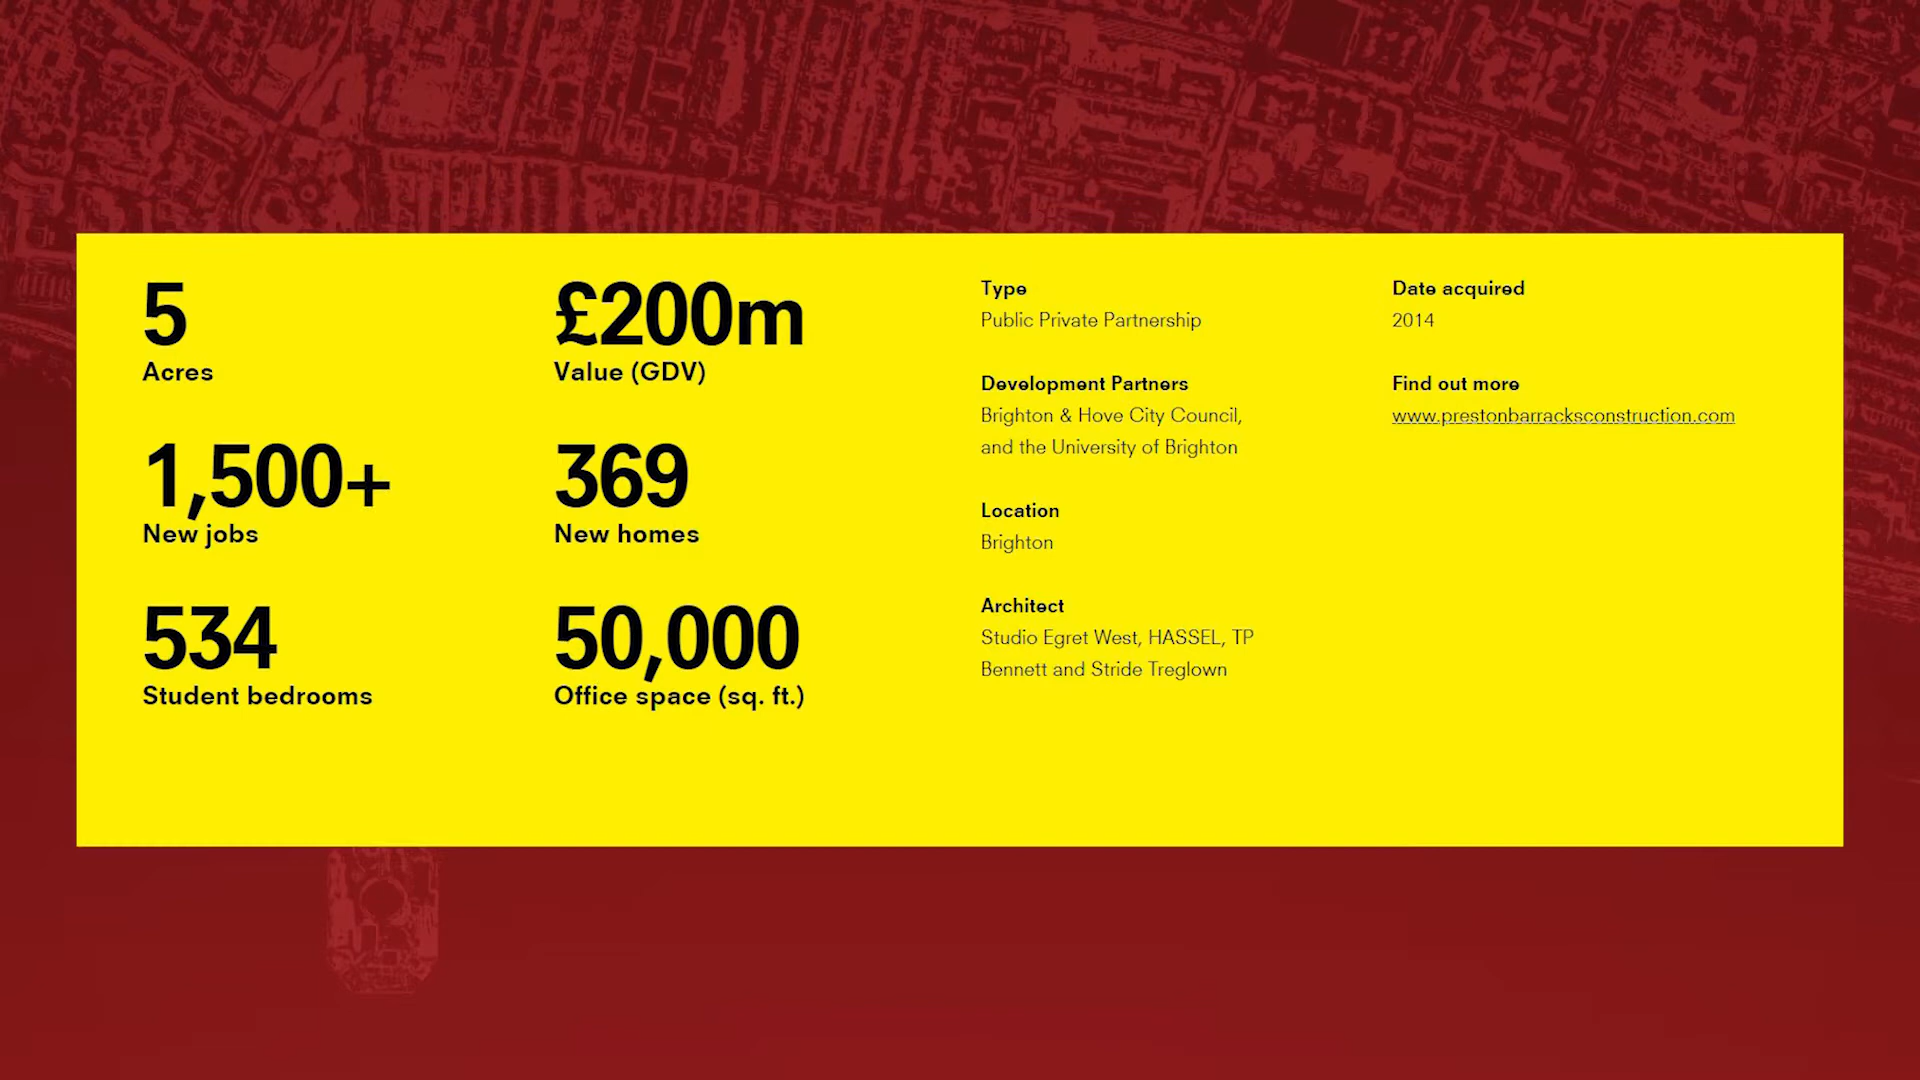 5
Acres
£200m
Value (GDV)
1,500+
New jobs
369
New homes
534
Student bedrooms
50,000
Office space (sq. ft.)
Type
Public Private Partnership
Development Partners
Brighton & Hove City Council,
and the University of Brighton
Location
Brighton
Architect
Studio Egret West, HASSEL, TP
Bennett and Stride Treglown
Date acquired
2014
Find out more
www.prestonbarracksconstruction.com